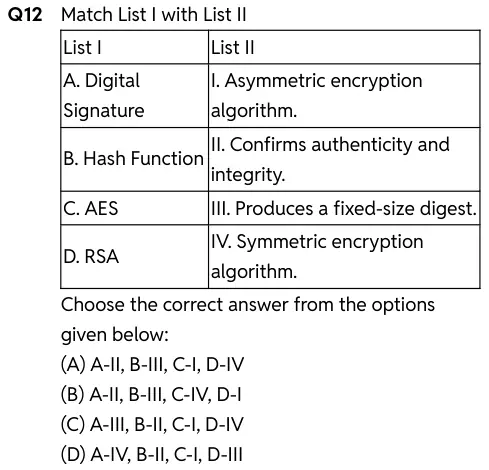 Q12 Match List I with List II
List I List II
A. Digital Signature I. Asymmetric encryption algorithm.
B. Hash Function II. Confirms authenticity and integrity.
C. AES III. Produces a fixed-size digest.
D. RSA IV. Symmetric encryption algorithm.
Choose the correct answer from the options
given below:
(A) A-II, B-III, C-I, D-IV
(B) A-II, B-III, C-IV, D-I
(C) A-III, B-II, C-I, D-IV
(D) A-IV, B-II, C-I, D-III